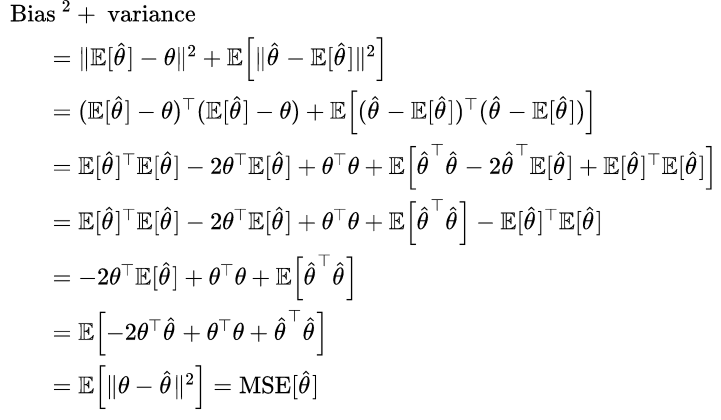 Bias ² + variance
= ‖𝔼[θ̂] − θ‖² + 𝔼[‖θ̂ − 𝔼[θ̂]‖²]
= (𝔼[θ̂] − θ)⊤(𝔼[θ̂] − θ) + 𝔼[(θ̂ − 𝔼[θ̂])⊤(θ̂ − 𝔼[θ̂])]
= 𝔼[θ̂]⊤𝔼[θ̂] − 2θ⊤𝔼[θ̂] + θ⊤θ + 𝔼[θ̂⊤θ̂ − 2θ̂⊤𝔼[θ̂] + 𝔼[θ̂]⊤𝔼[θ̂]]
= 𝔼[θ̂]⊤𝔼[θ̂] − 2θ⊤𝔼[θ̂] + θ⊤θ + 𝔼[θ̂⊤θ̂] − 𝔼[θ̂]⊤𝔼[θ̂]
= −2θ⊤𝔼[θ̂] + θ⊤θ + 𝔼[θ̂⊤θ̂]
= 𝔼[−2θ⊤θ̂ + θ⊤θ + θ̂⊤θ̂]
= 𝔼[‖θ − θ̂‖²] = MSE[θ̂]